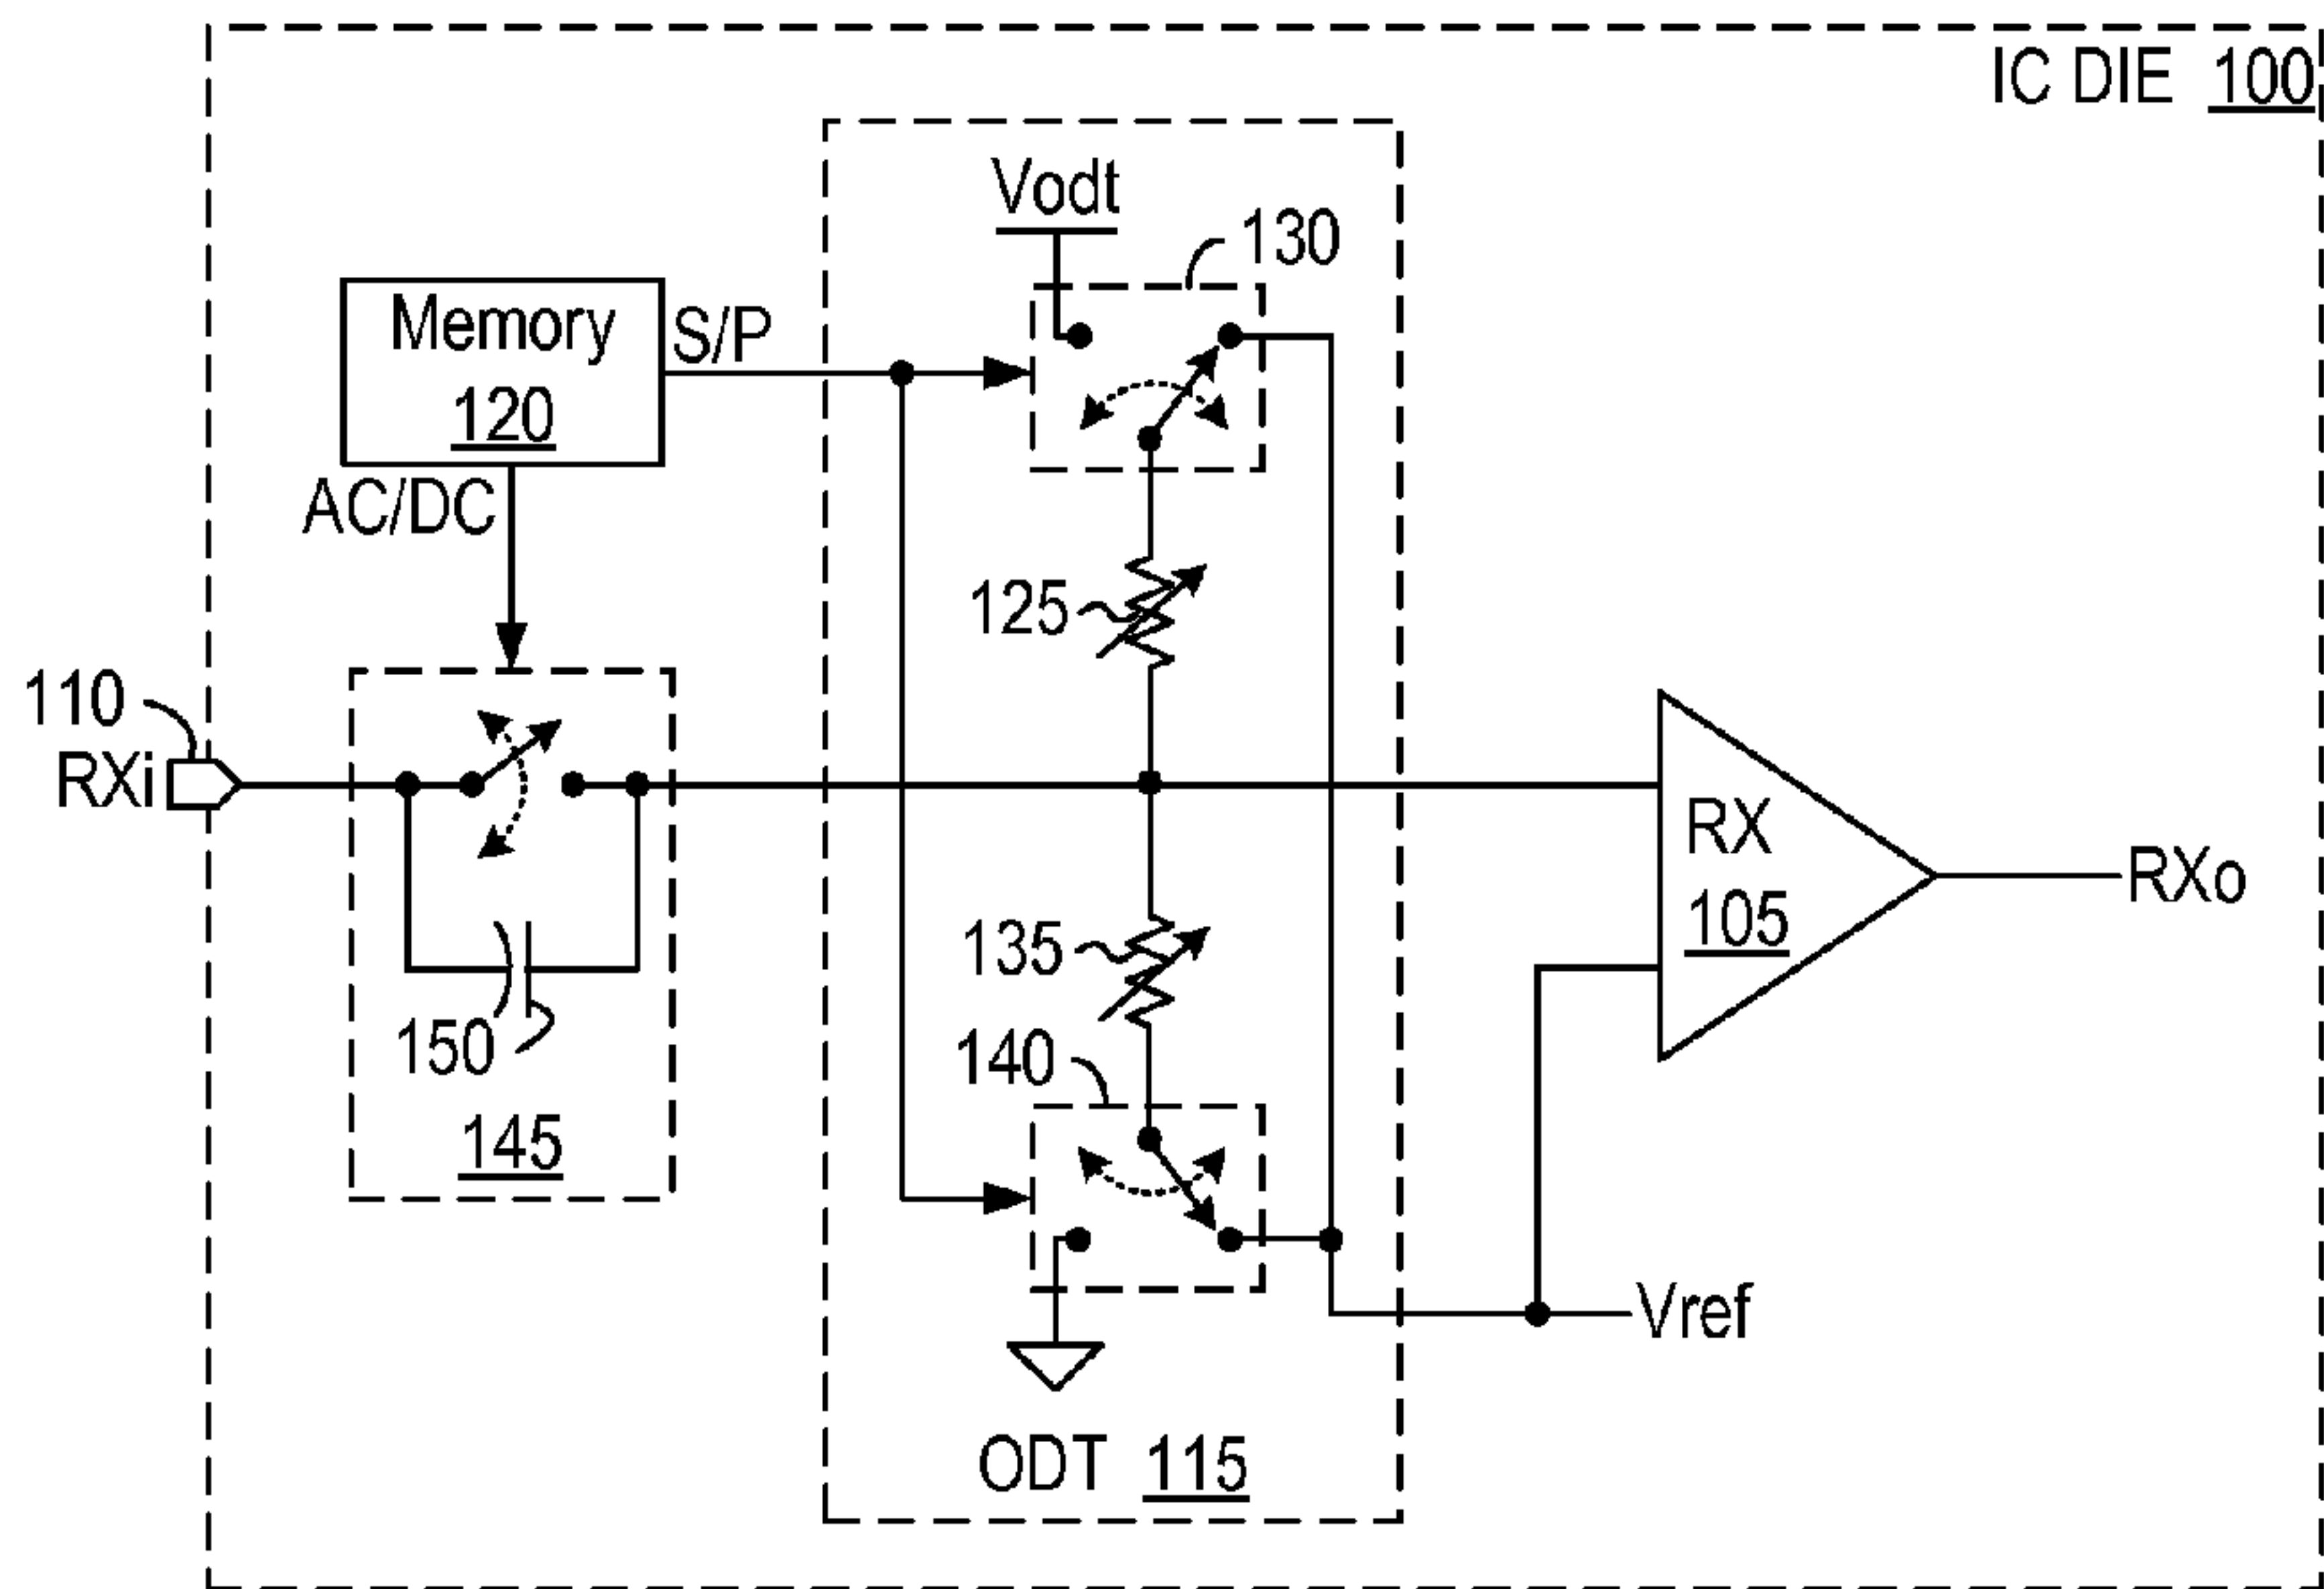 IC DIE 100
Vodt
130
Memory
120
S/P
AC/DC
125
110
RXi
RX
105
RXo
135
150
140
145
Vref
ODT 115